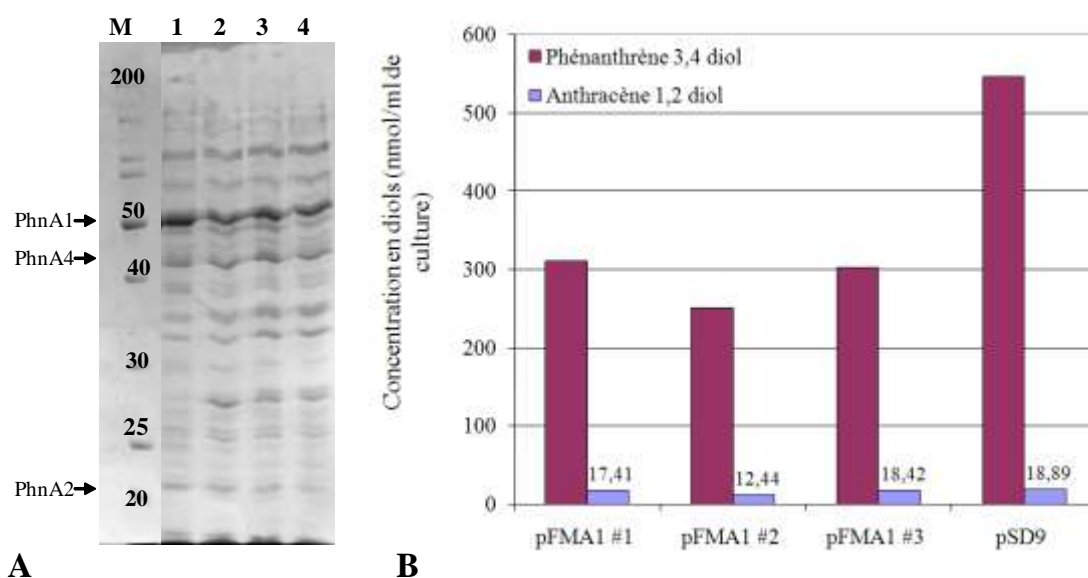 M 1 2 3 4
200
PhnA1 50
PhnA4 40
30
25
PhnA2 20
A
600
500
400
300
200
100
0
Concentration en diols (nmol/ml de
culture)
Phénanthrène 3,4 diol
Anthracène 1,2 diol
17,41 12,44 18,42 18,89
pFMA1 #1 pFMA1 #2 pFMA1 #3 pSD9
B